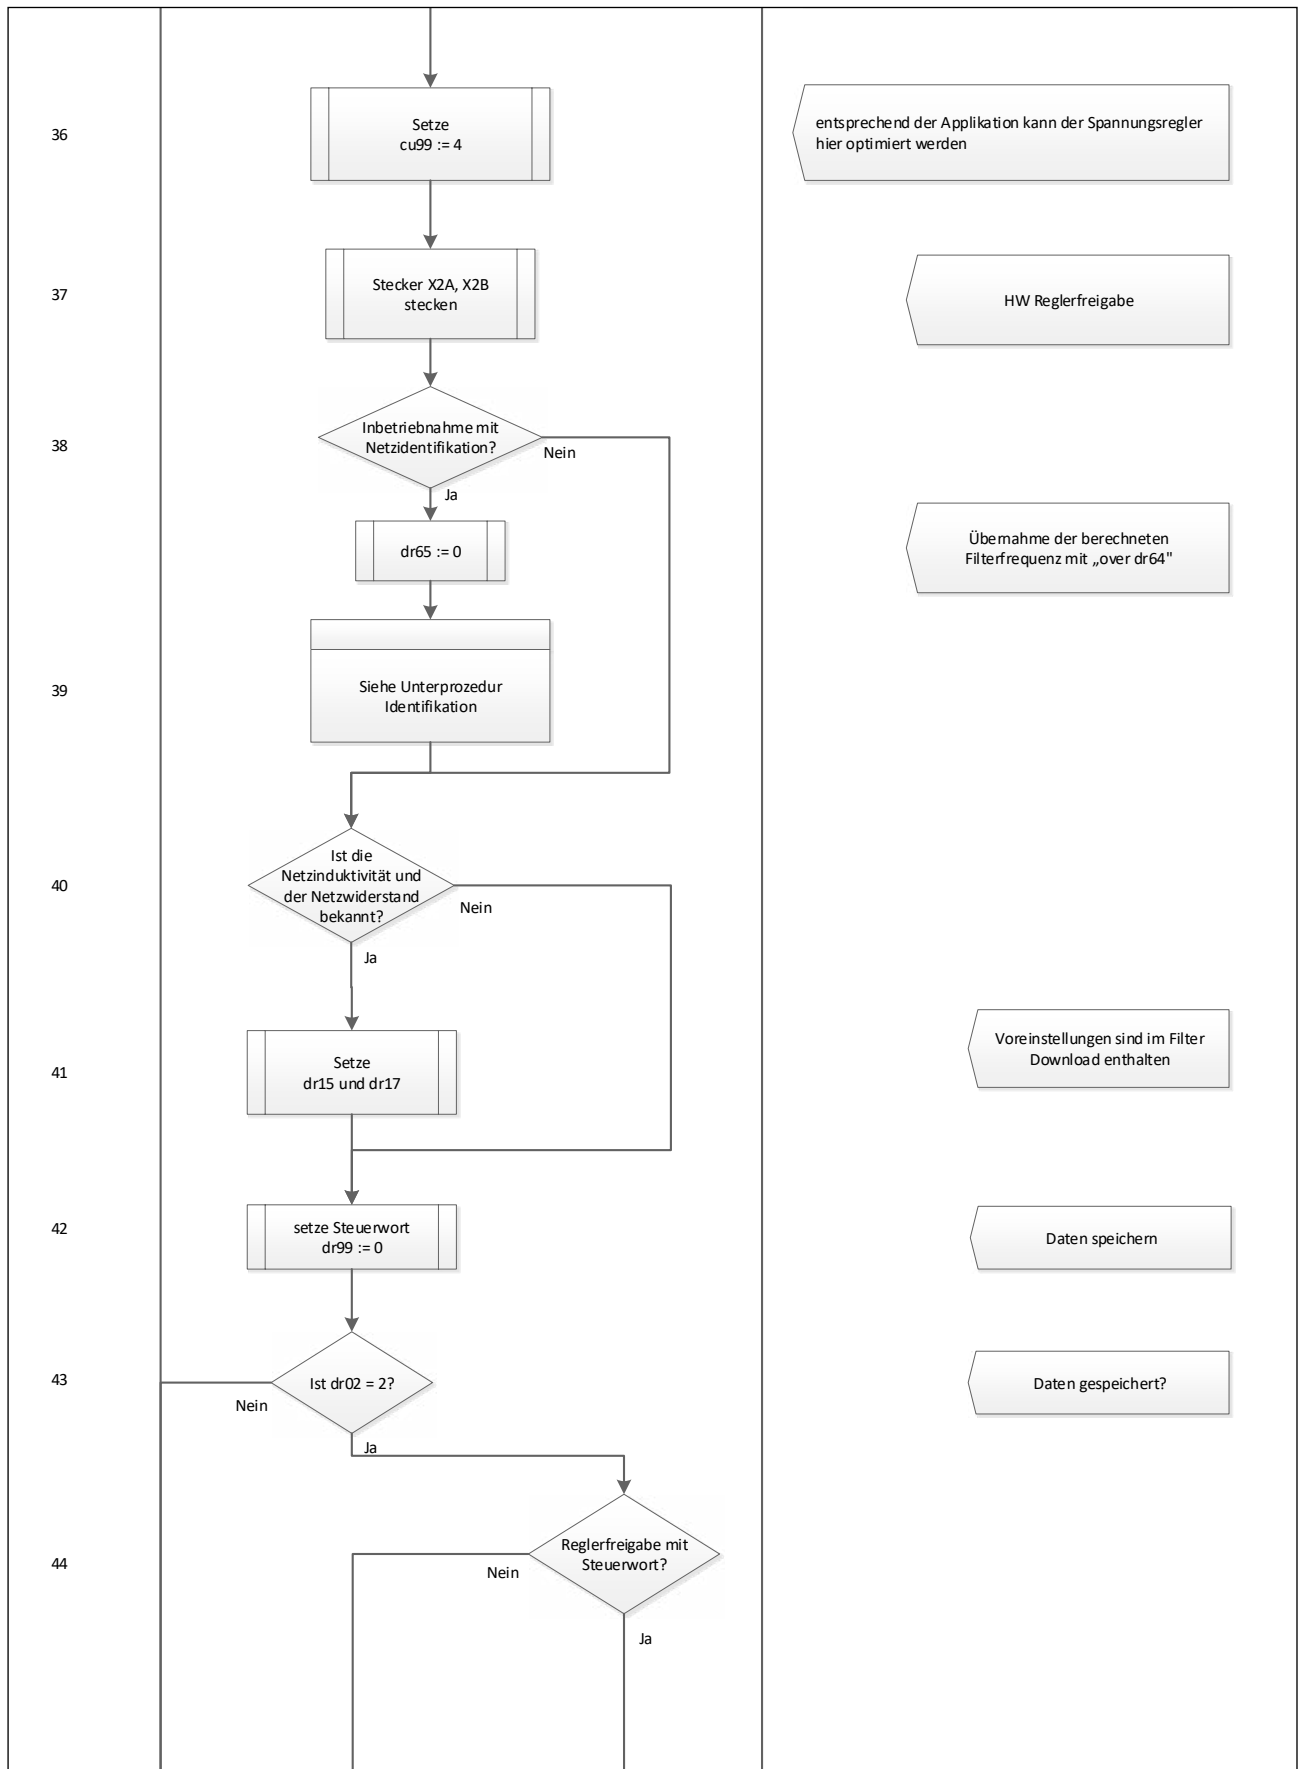 36
Setze
cu99 := 4
entsprechend der Applikation kann der Spannungsregler
hier optimiert werden
37
Stecker X2A, X2B
stecken
HW Reglerfreigabe
38
Inbetriebnahme mit
Netzidentifikation?
Nein
Ja
dr65 := 0
Übernahme der berechneten
Filterfrequenz mit „over dr64"
39
Siehe Unterprozedur
Identifikation
40
Ist die
Netzinduktivität und
der Netzwiderstand
bekannt?
Nein
Ja
41
Setze
dr15 und dr17
Voreinstellungen sind im Filter
Download enthalten
42
setze Steuerwort
dr99 := 0
Daten speichern
43
Ist dr02 = 2?
Nein
Ja
Daten gespeichert?
44
Reglerfreigabe mit
Steuerwort?
Nein
Ja